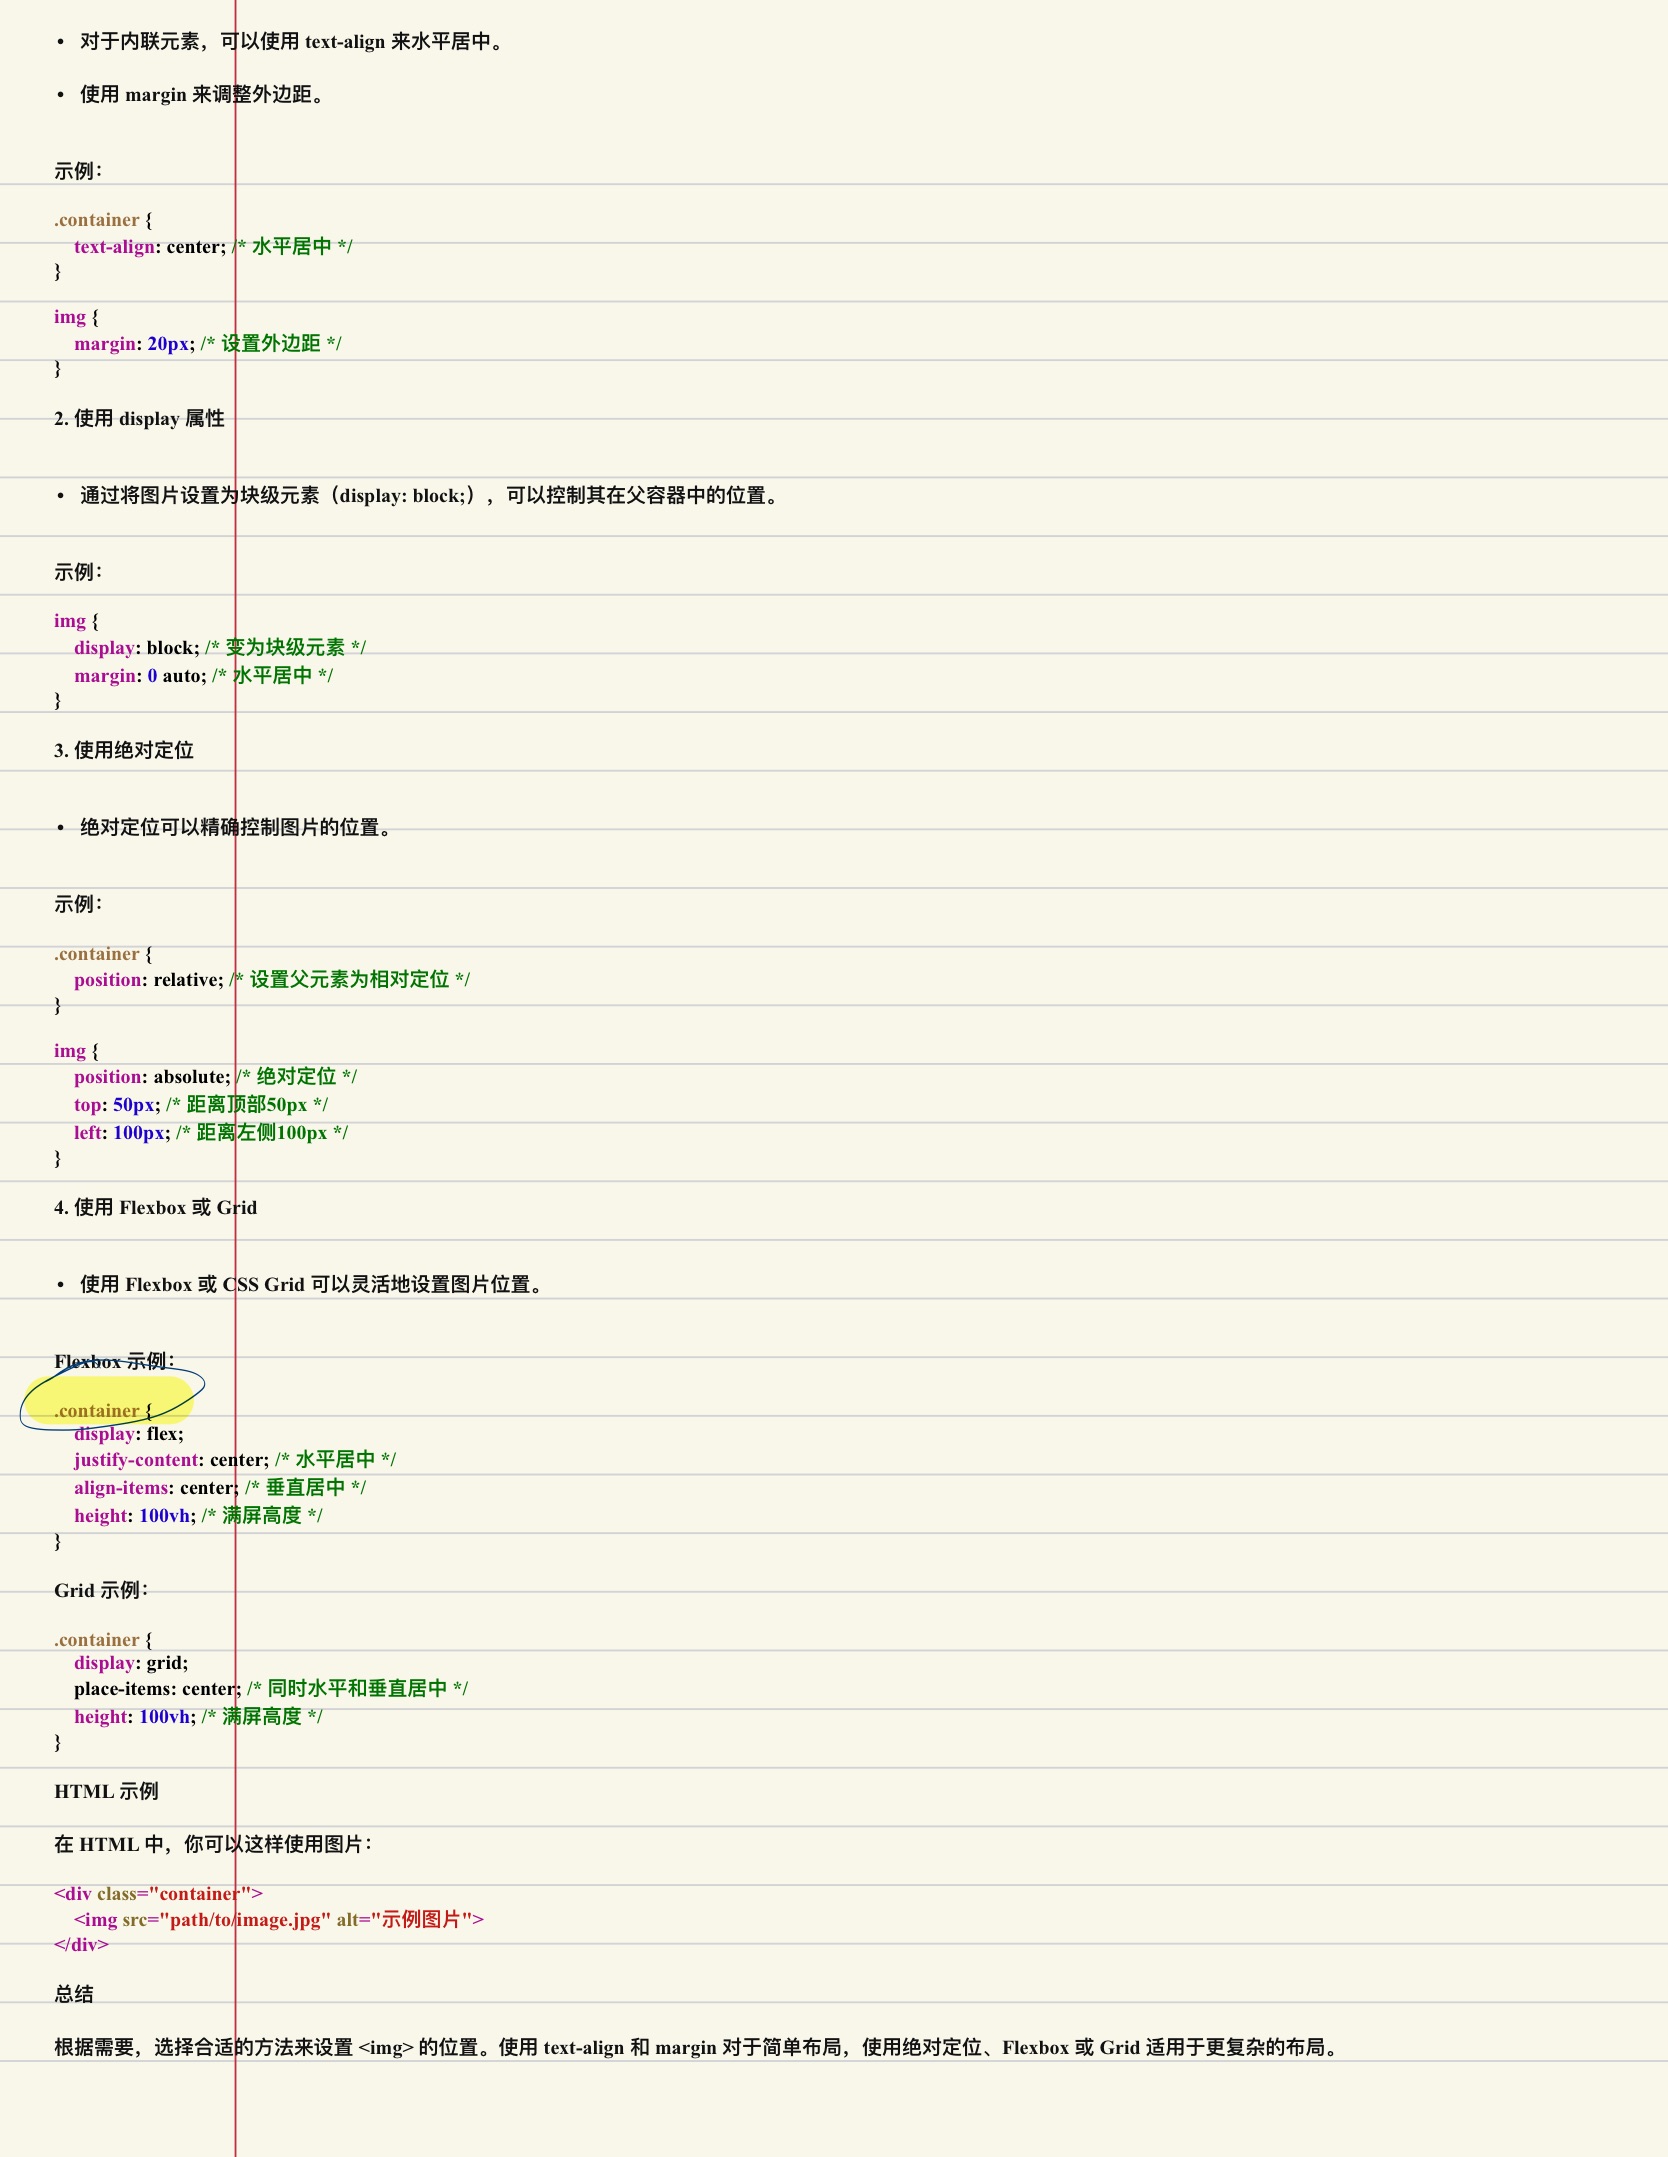 • 对于内联元素，可以使用 text-align 来水平居中。
• 使用 margin 来调整外边距。
示例：
.container {
    text-align: center; /* 水平居中 */
}
img {
    margin: 20px; /* 设置外边距 */
}
2. 使用 display 属性
• 通过将图片设置为块级元素（display: block;），可以控制其在父容器中的位置。
示例：
img {
    display: block; /* 变为块级元素 */
    margin: 0 auto; /* 水平居中 */
}
3. 使用绝对定位
• 绝对定位可以精确控制图片的位置。
示例：
.container {
    position: relative; /* 设置父元素为相对定位 */
}
img {
    position: absolute; /* 绝对定位 */
    top: 50px; /* 距离顶部50px */
    left: 100px; /* 距离左侧100px */
}
4. 使用 Flexbox 或 Grid
• 使用 Flexbox 或 CSS Grid 可以灵活地设置图片位置。
Flexbox 示例：
.container {
    display: flex;
    justify-content: center; /* 水平居中 */
    align-items: center; /* 垂直居中 */
    height: 100vh; /* 满屏高度 */
}
Grid 示例：
.container {
    display: grid;
    place-items: center; /* 同时水平和垂直居中 */
    height: 100vh; /* 满屏高度 */
}
HTML 示例
在 HTML 中，你可以这样使用图片：
<div class="container">
    <img src="path/to/image.jpg" alt="示例图片">
</div>
总结
根据需要，选择合适的方法来设置 <img> 的位置。使用 text-align 和 margin 对于简单布局，使用绝对定位、Flexbox 或 Grid 适用于更复杂的布局。